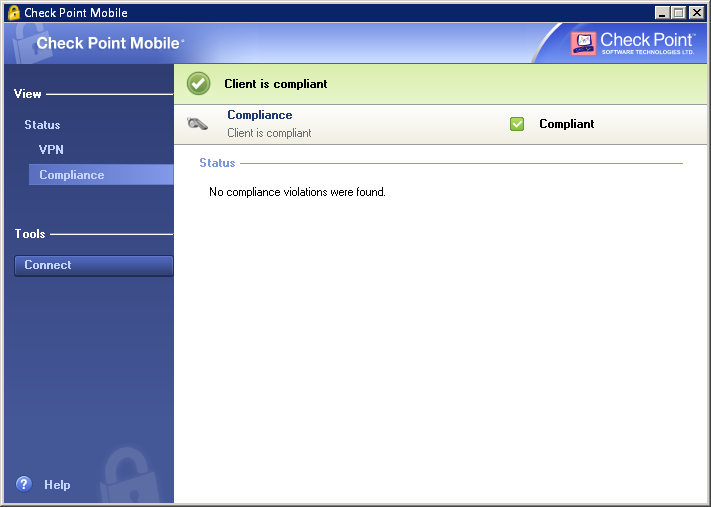 Check Point Mobile
Check Point Mobile
Check Point
SOFTWARE TECHNOLOGIES LTD.
View
Status
VPN
Compliance
Tools
Connect
Help
Client is compliant
Compliance
Client is compliant
Compliant
Status
No compliance violations were found.